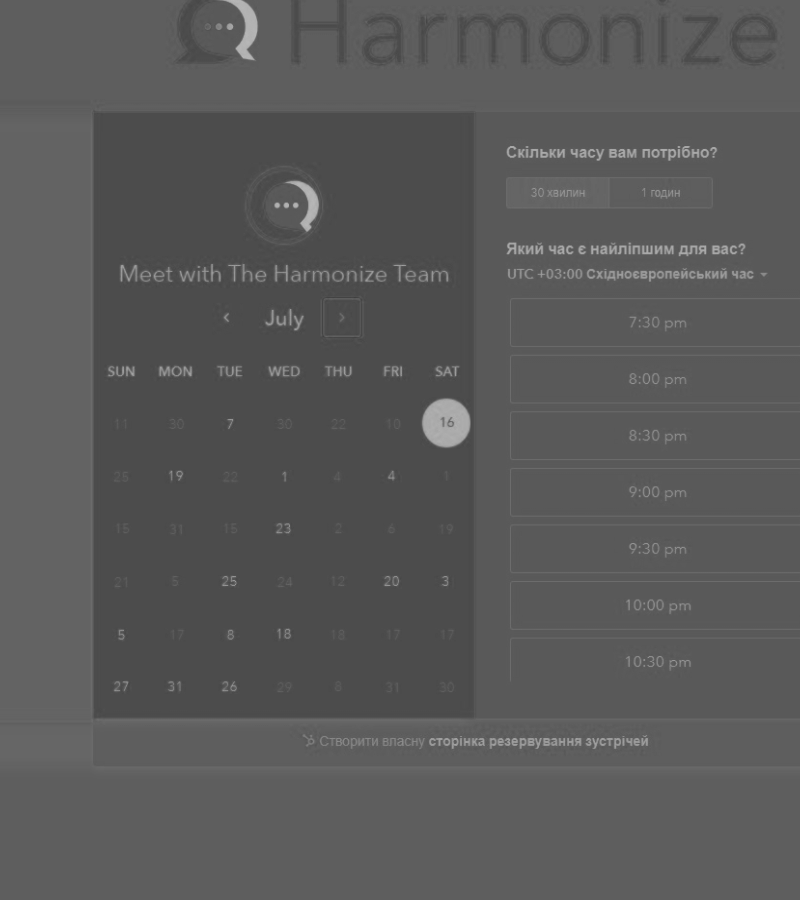 Harmonize
Meet with The Harmonize Team
July
SUN MON TUE WED THU FRI SAT
11 30 7 30 22 10 16
25 19 22 1 4 4 1
15 31 15 23 2 6 19
21 5 25 24 12 20 3
5 17 8 18 18 17 17
27 31 26 29 8 31 30
Скільки часу вам потрібно?
30 хвилин 1 годин
Який час є найліпшим для вас?
UTC +03:00 Східноєвропейський час
7:30 pm
8:00 pm
8:30 pm
9:00 pm
9:30 pm
10:00 pm
10:30 pm
Створити власну сторінка резервування зустрічей